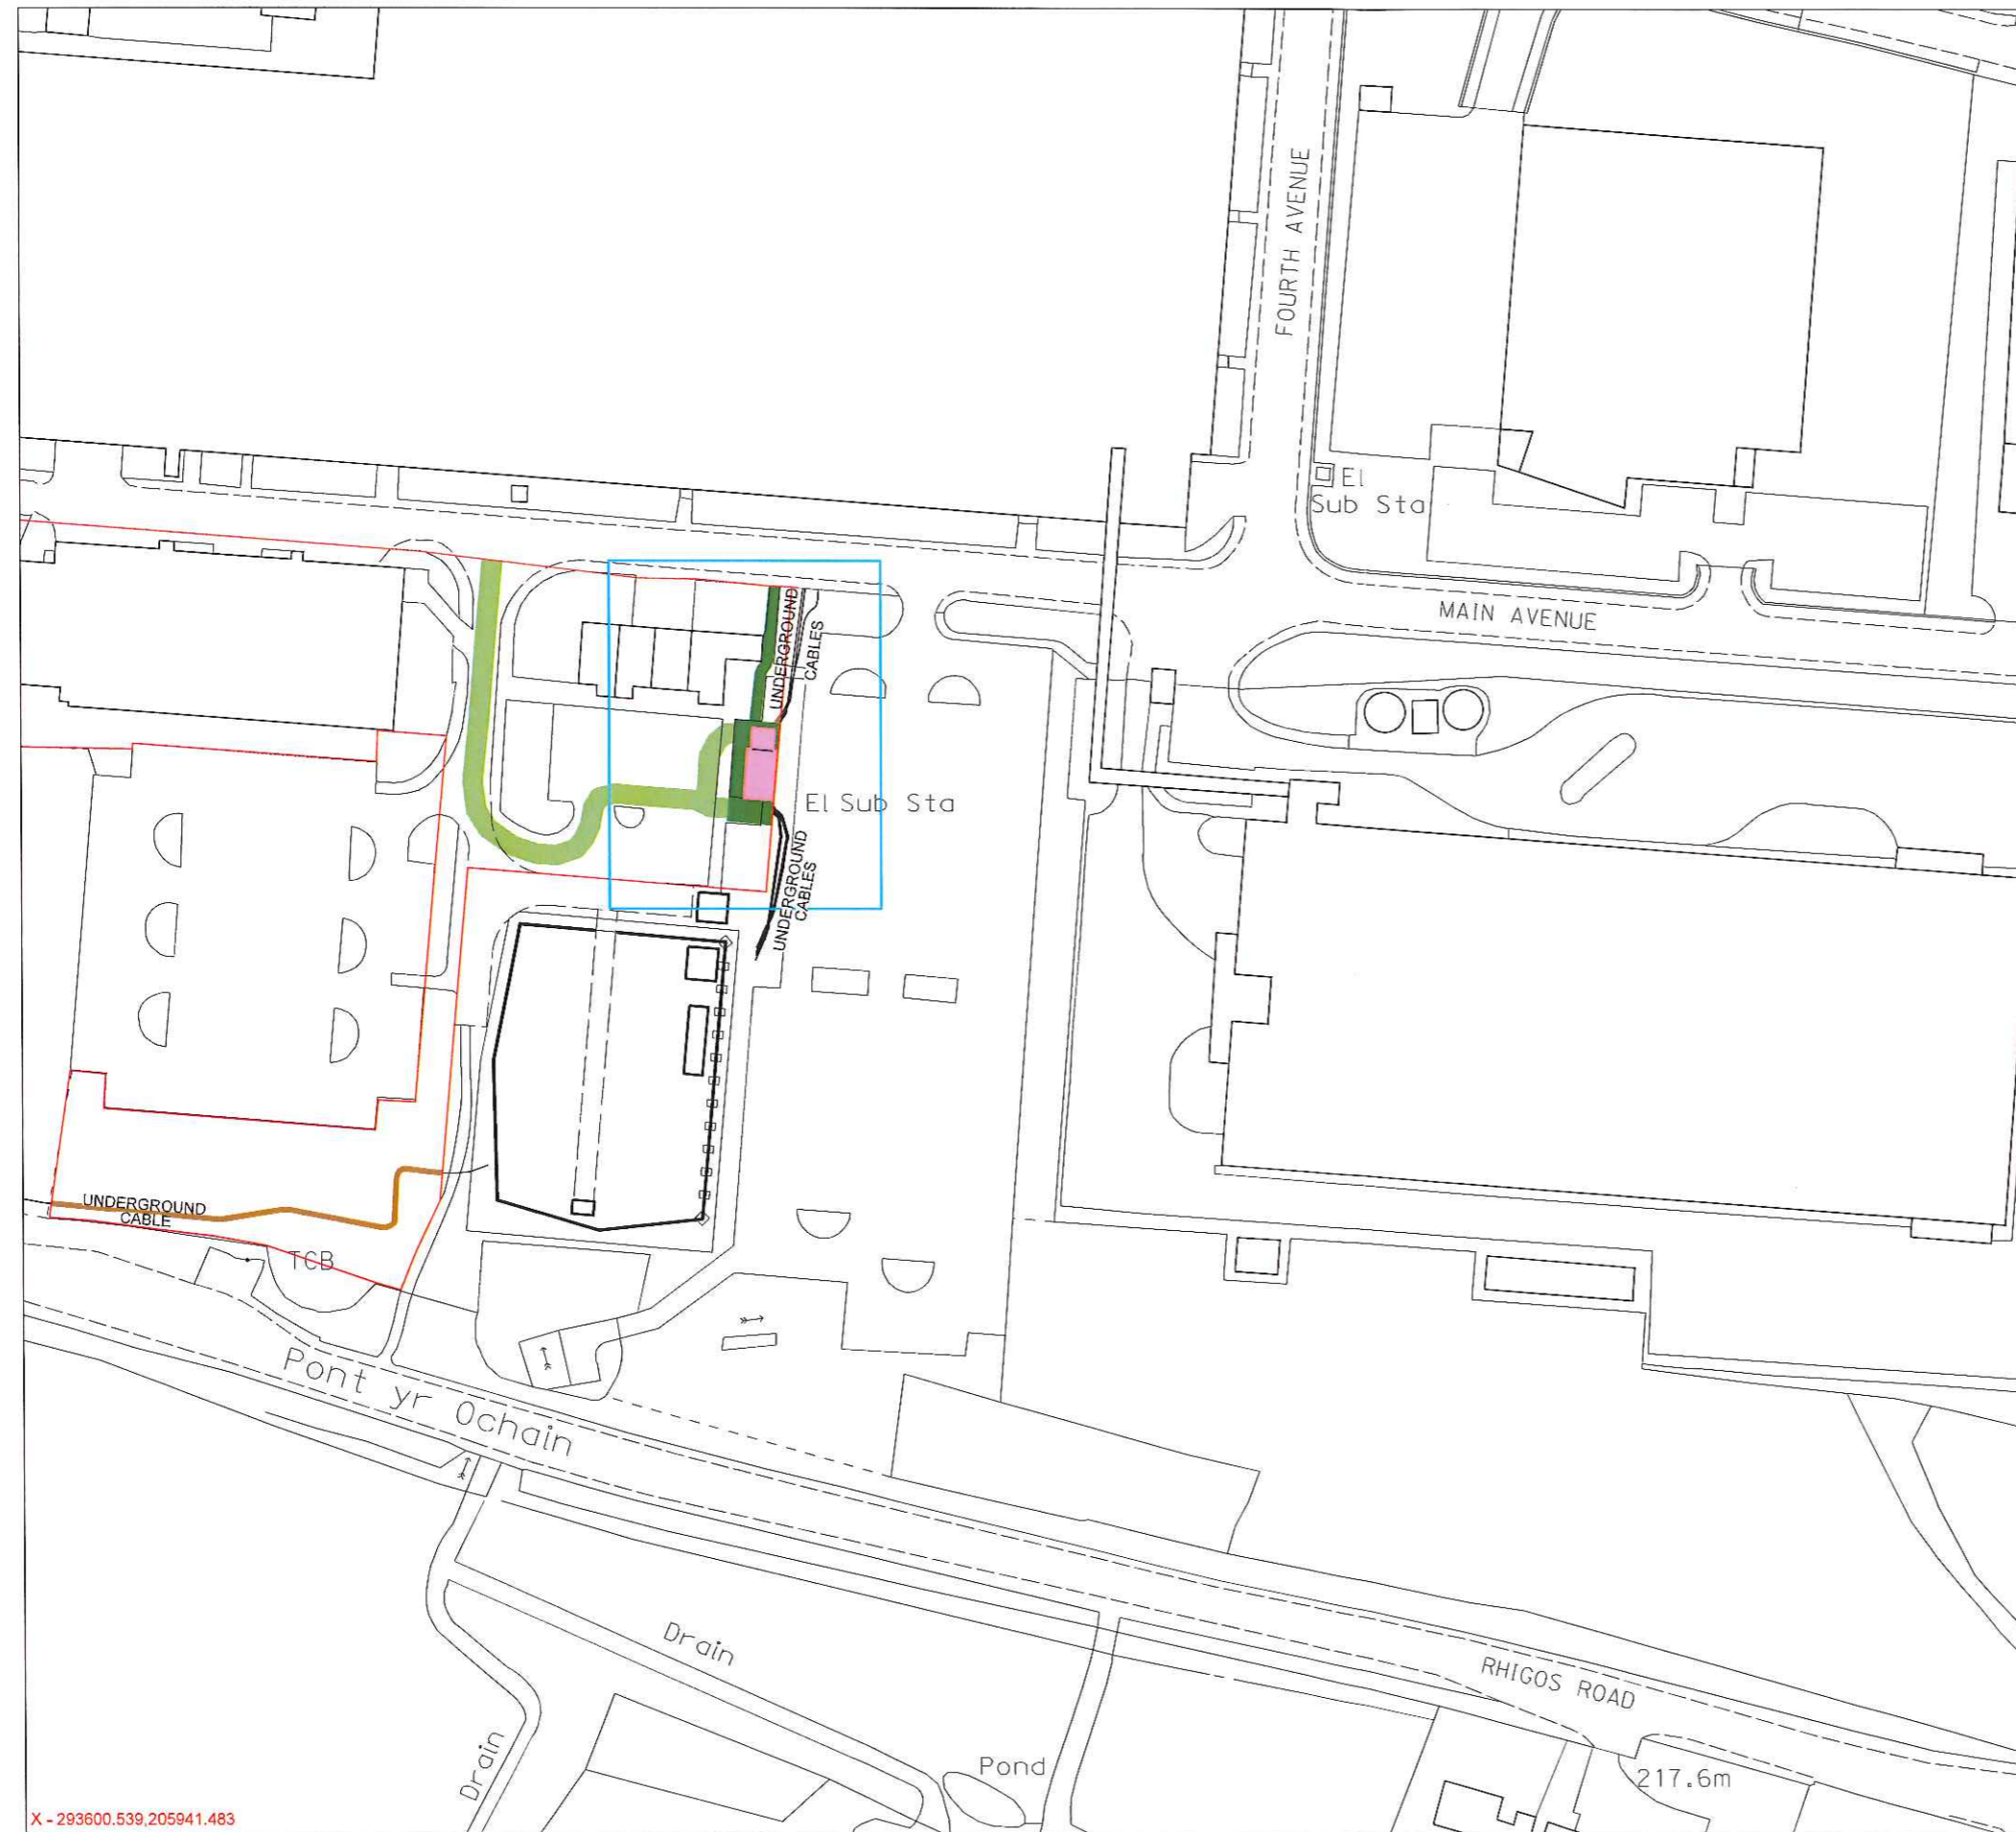 FOURTH AVENUE
El
Sub Sta
MAIN AVENUE
UNDERGROUND
CABLES
El Sub Sta
UNDERGROUND
CABLES
UNDERGROUND
CABLE
TCB
Pont yr Ochain
Drain
RHIGOS ROAD
Drain
Pond
217.6m
X - 293600.539,205941.483